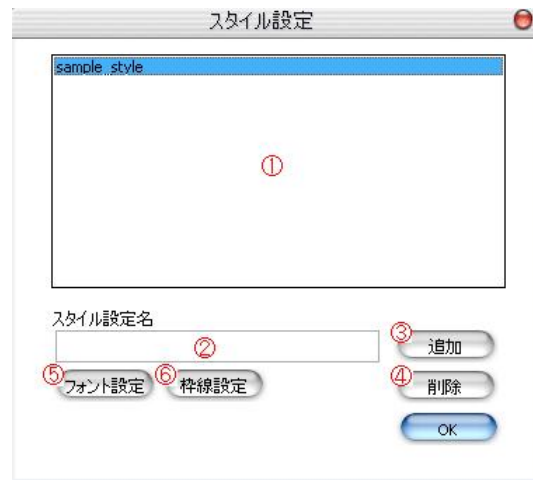 スタイル設定
sample_style
①
スタイル設定名
②
③ 追加
⑤ フォント設定 ⑥ 枠線設定
④ 削除
OK